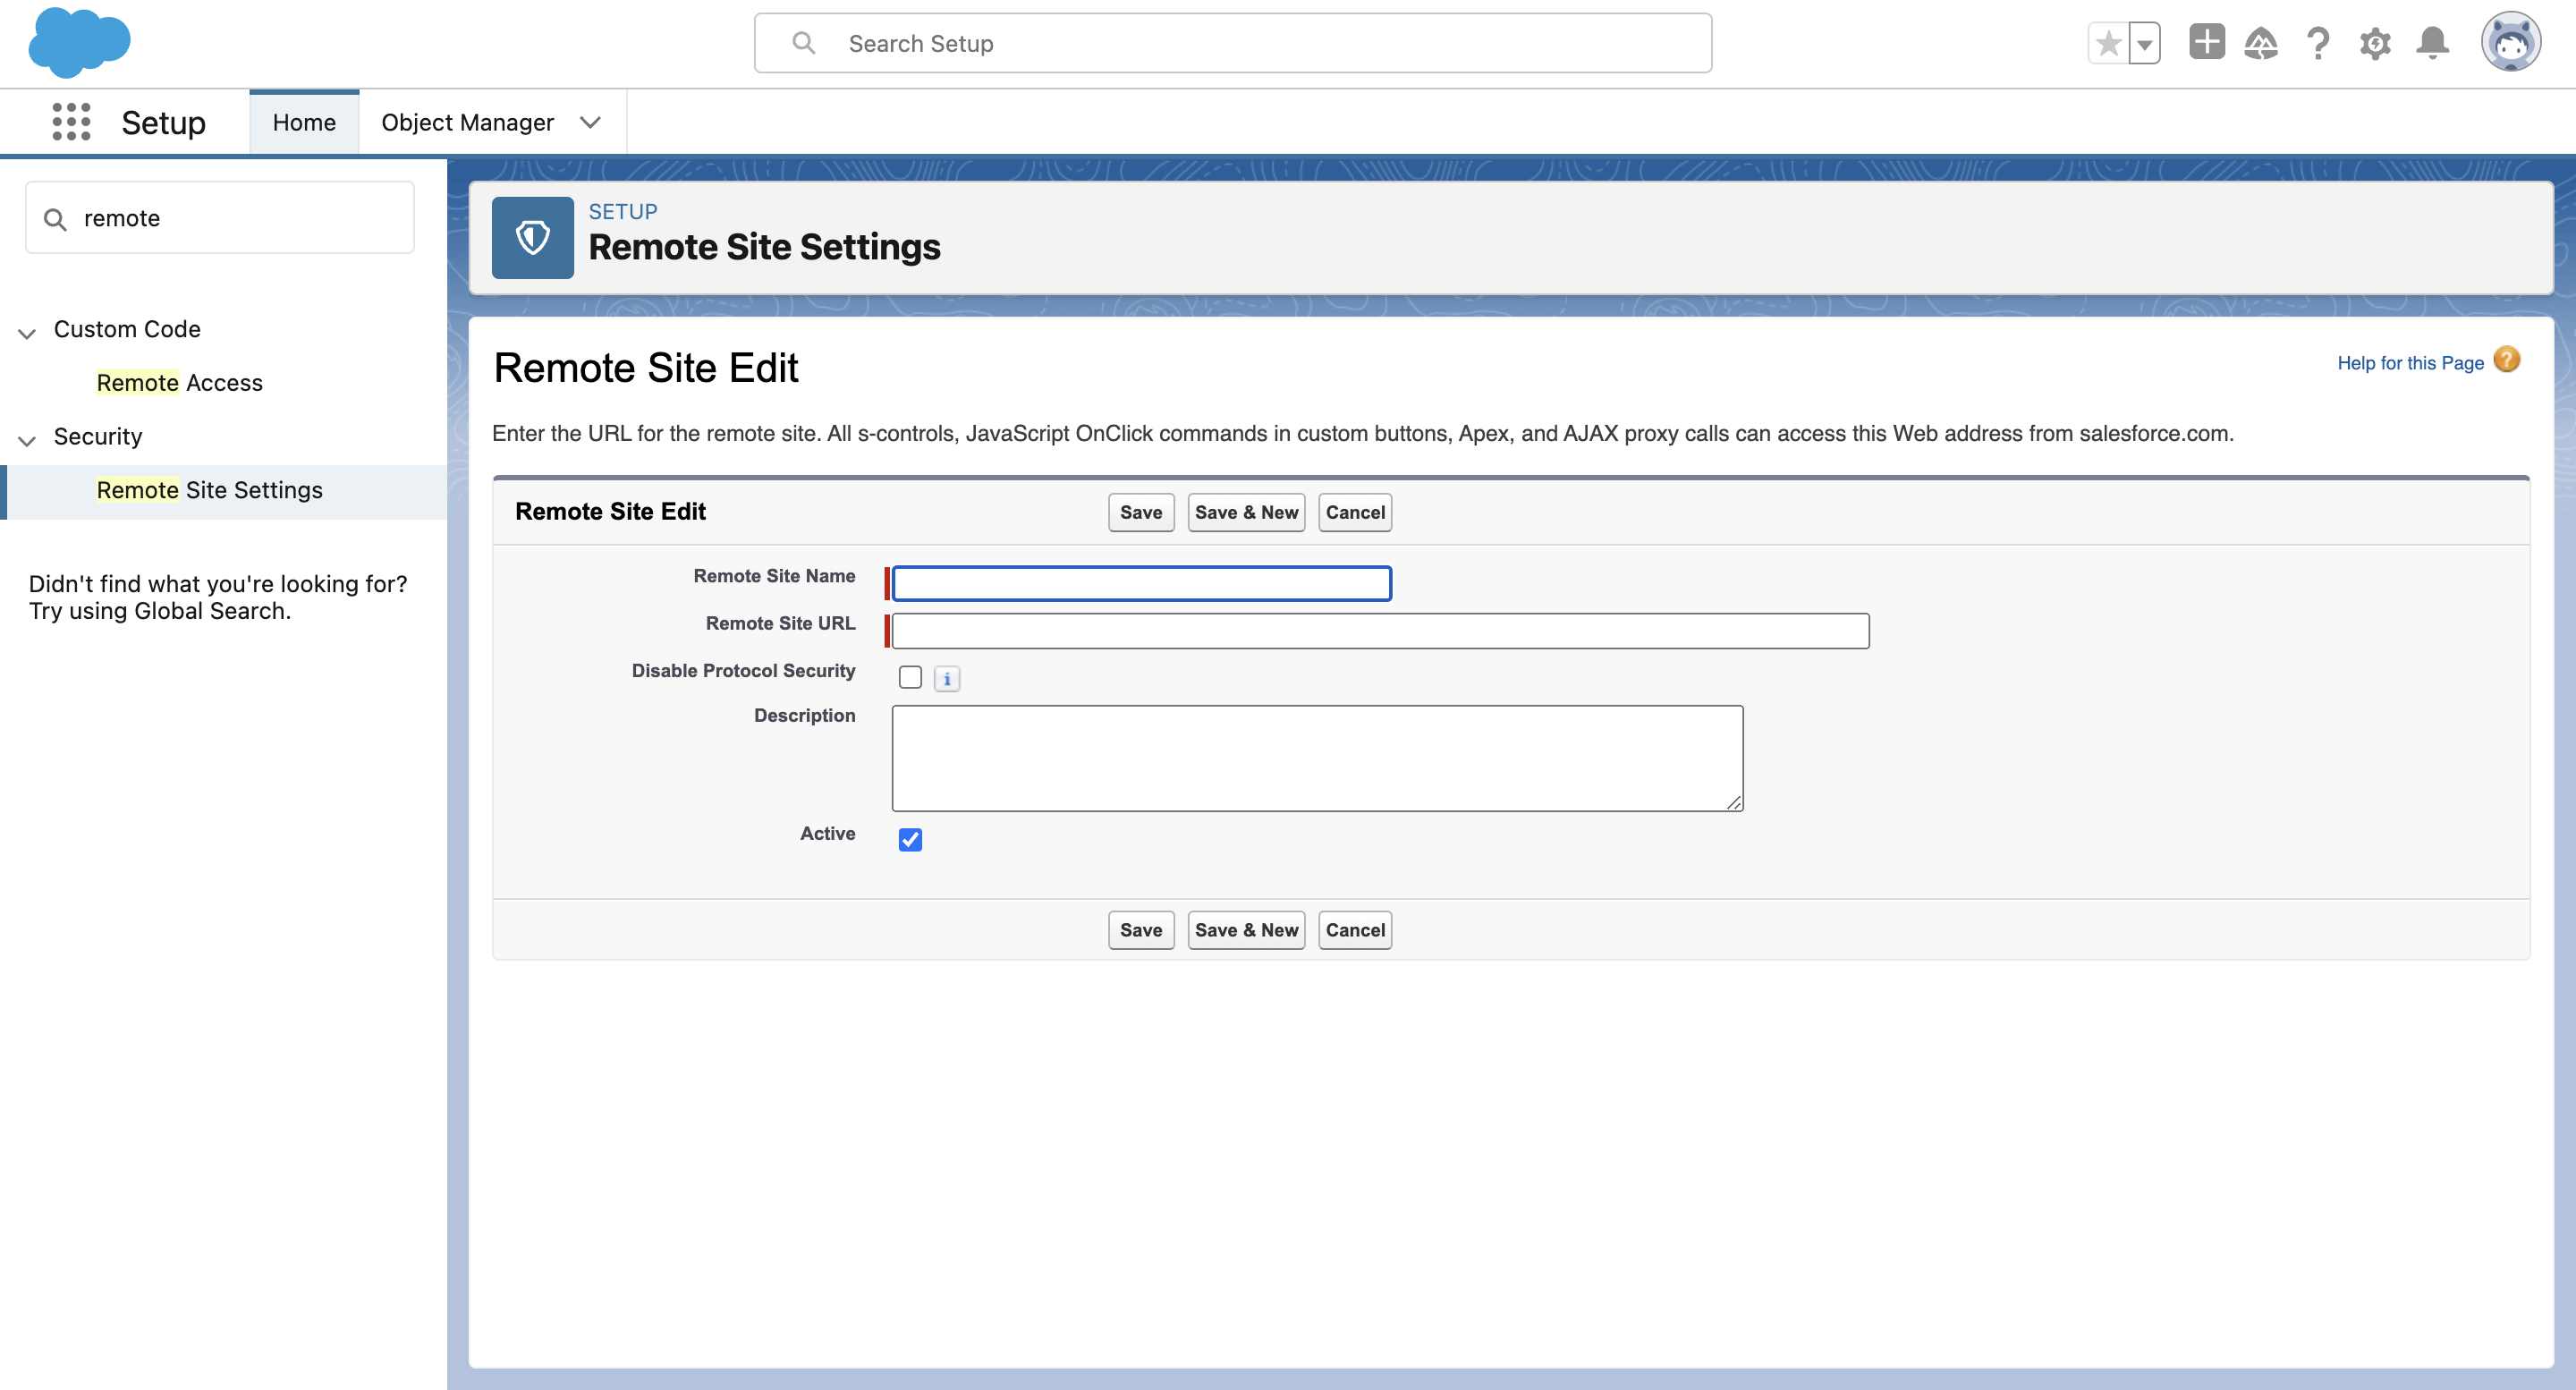 Search Setup
Setup
Home
Object Manager
remote
Custom Code
Remote Access
Security
Remote Site Settings
Didn't find what you're looking for?
Try using Global Search.
SETUP
Remote Site Settings
Remote Site Edit
Help for this Page
Enter the URL for the remote site. All s-controls, JavaScript OnClick commands in custom buttons, Apex, and AJAX proxy calls can access this Web address from salesforce.com.
Remote Site Edit
Save
Save & New
Cancel
Remote Site Name
Remote Site URL
Disable Protocol Security
Description
Active
Save
Save & New
Cancel